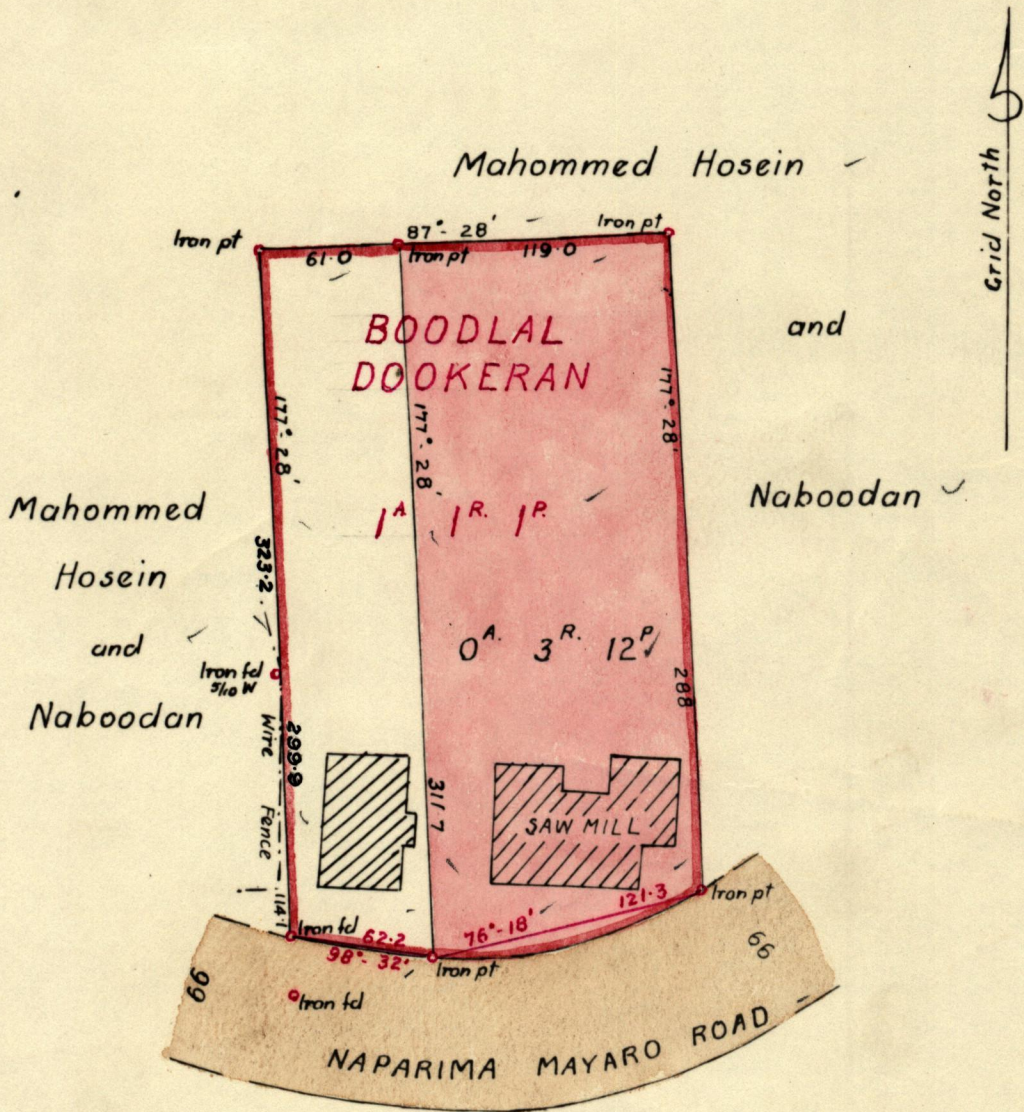 Mahommed Hosein
Grid North
Iron pt
87°- 28'
Iron pt
61.0
Iron pt
119.0
and
BOODLAL
DOOKERAN
177°- 28'
177°- 28'
177°- 28'
Naboodan
Mahommed
Hosein
and
Naboodan
1A 1R. 1P.
323.2
0A. 3R. 12P.
Iron fd
5/10 W
288
Wire Fence
299.9
311.7
SAW MILL
114.1
Iron fd
62.2
98°- 32'
76°-18'
121.3
Iron pt
Iron pt
66
66
Iron fd
NAPARIMA MAYARO ROAD